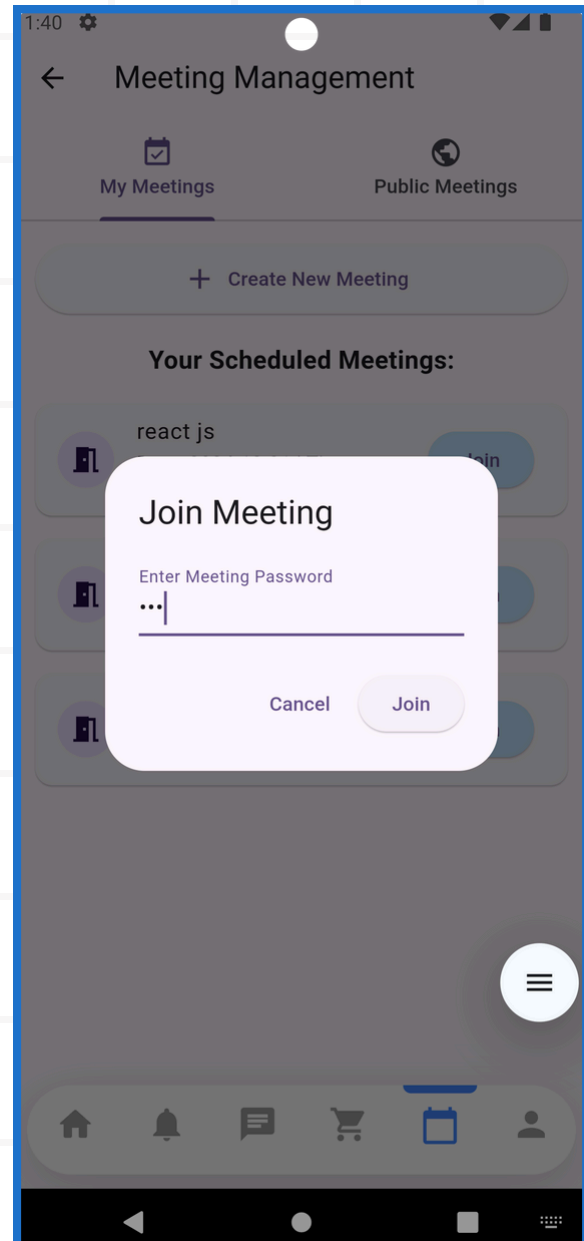 1:40
Meeting Management
My Meetings
Public Meetings
Create New Meeting
Your Scheduled Meetings:
react js
Join Meeting
Enter Meeting Password
•••
Cancel
Join